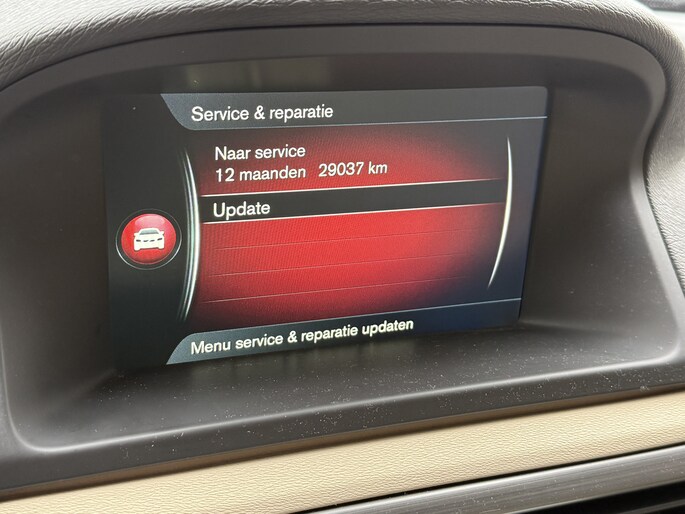 Service & reparatie
Naar service
12 maanden 29037 km
Update
Menu service & reparatie updaten